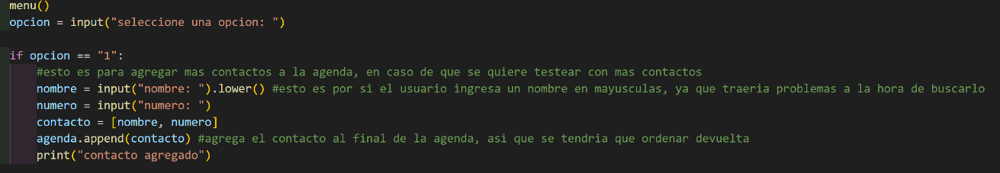 menu()
opcion = input("seleccione una opcion: ")
if opcion == "1":
#esto es para agregar mas contactos a la agenda, en caso de que se quiere testear con mas contactos
nombre = input("nombre: ").lower() #esto es por si el usuario ingresa un nombre en mayusculas, ya que traeria problemas a la hora de buscarlo
numero = input("numero: ")
contacto = [nombre, numero]
agenda.append(contacto) #agrega el contacto al final de la agenda, asi que se tendria que ordenar devuelta
print("contacto agregado")